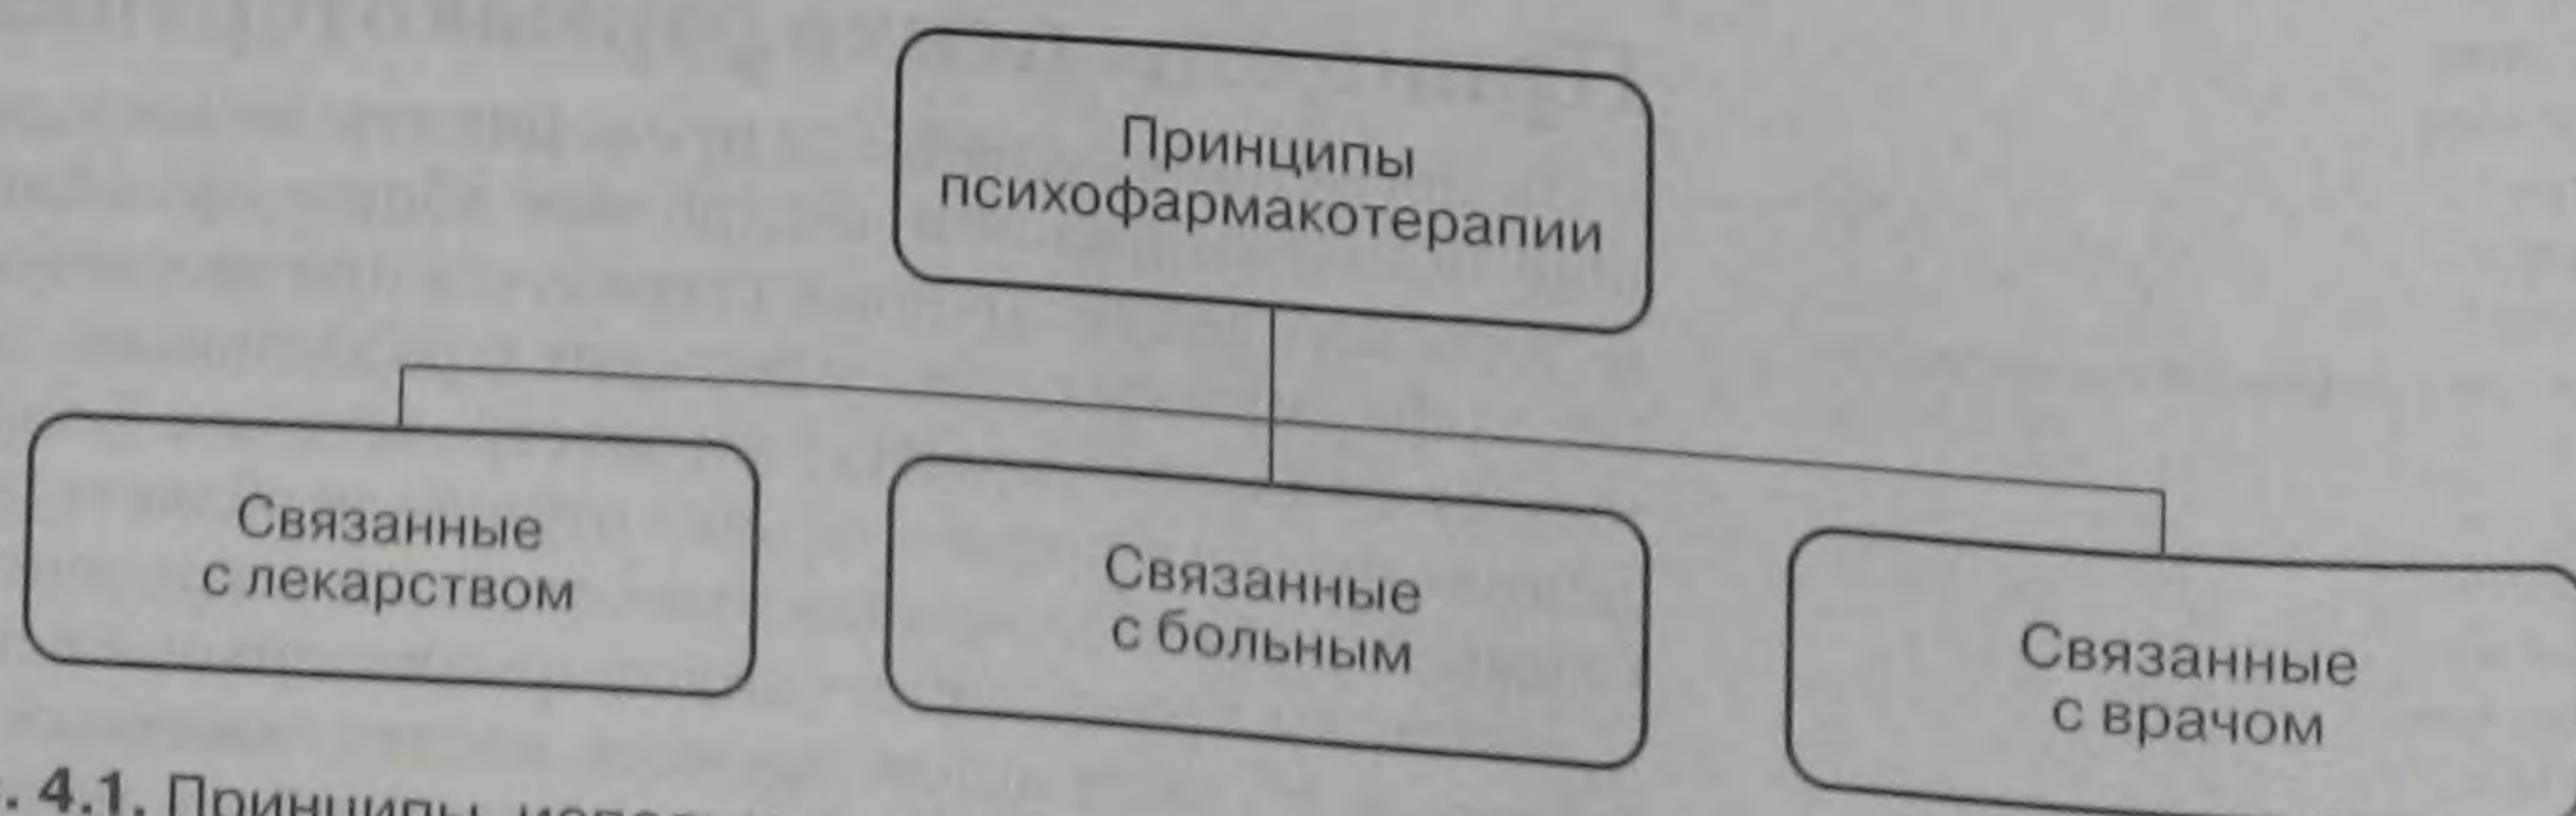 Принципы
психофармакотерапии
Связанные
с лекарством
Связанные
с больным
Связанные
с врачом
. 4.1. Принципы